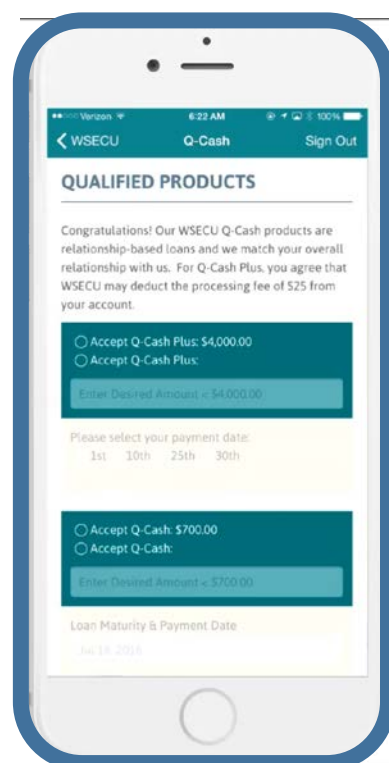 Verizon 6:22 AM 100%
WSECU Q-Cash Sign Out
QUALIFIED PRODUCTS
Congratulations! Our WSECU Q-Cash products are
relationship-based loans and we match your overall
relationship with us. For Q-Cash Plus, you agree that
WSECU may deduct the processing fee of $25 from
your account.
Accept Q-Cash Plus: $4,000.00
Accept Q-Cash Plus:
Enter Desired Amount < $4,000.00
Please select your payment date:
1st 10th 25th 30th
Accept Q-Cash: $700.00
Accept Q-Cash:
Enter Desired Amount < $700.00
Loan Maturity & Payment Date